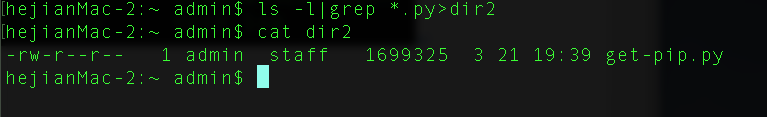 [hejianMac-2:~ admin$ ls -l|grep *.py>dir2
[hejianMac-2:~ admin$ cat dir2
-rw-r--r--   1 admin  staff   1699325  3 21 19:39 get-pip.py
hejianMac-2:~ admin$